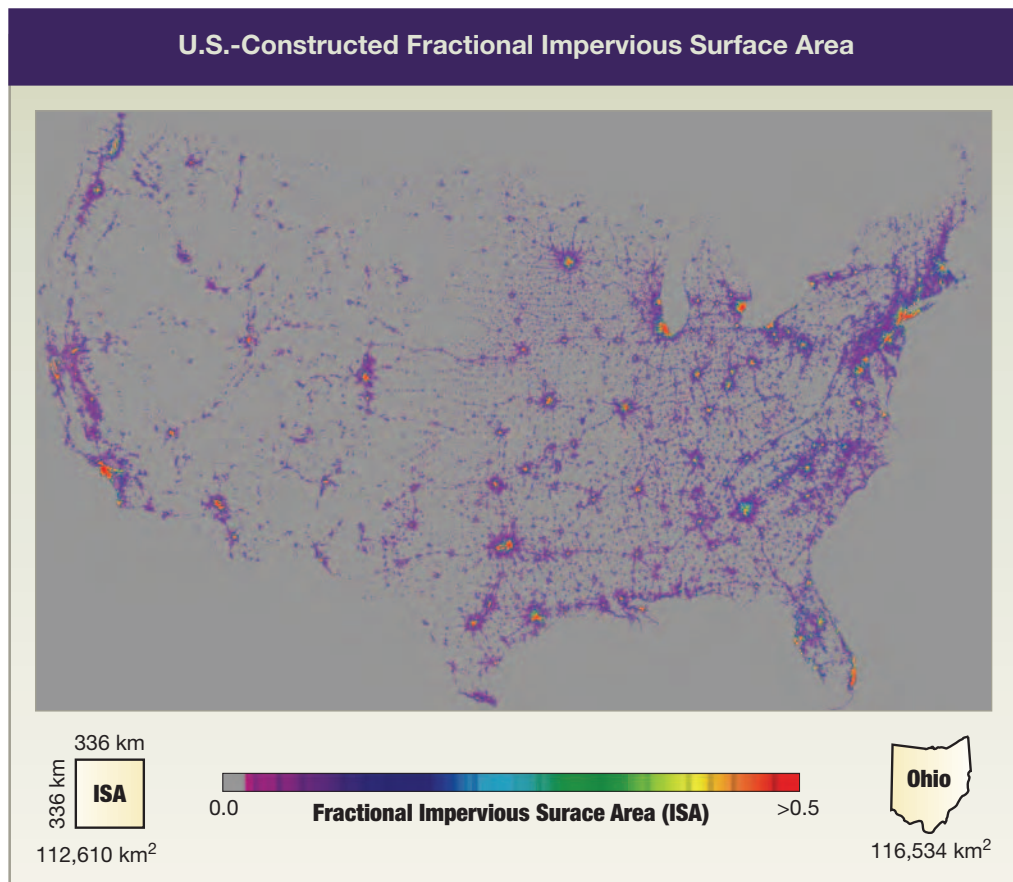 U.S.-Constructed Fractional Impervious Surface Area
336 km
336 km
ISA
112,610 km²
0.0
Fractional Impervious Surace Area (ISA)
>0.5
Ohio
116,534 km²